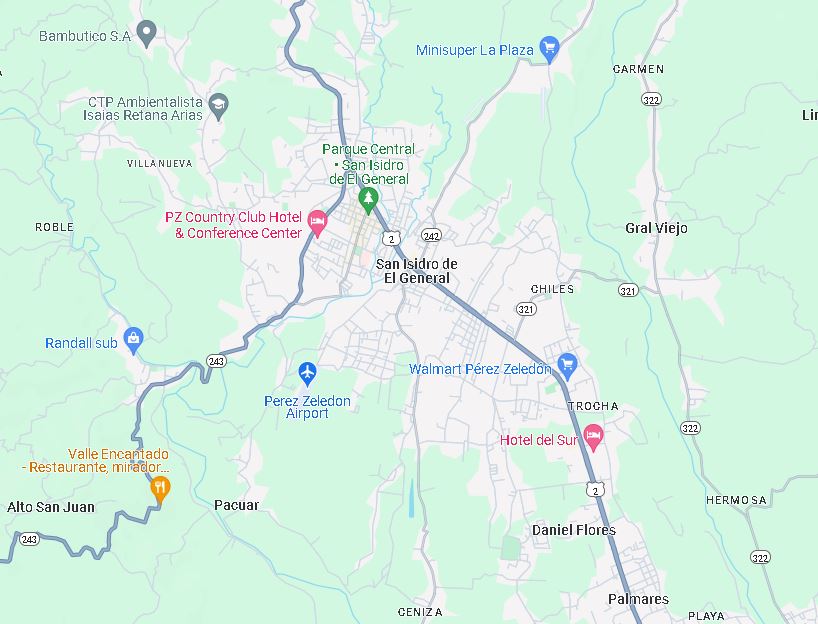 Bambutico S.A
Minisuper La Plaza
CARMEN
322
CTP Ambientalista
Isaias Retana Arias
Parque Central
• San Isidro
de El General
VILLANUEVA
PZ Country Club Hotel
& Conference Center
ROBLE
2
242
Gral Viejo
San Isidro de
El General
CHILES
321
321
Randall sub
243
Walmart Pérez Zeledón
Perez Zeledon
Airport
TROCHA
322
Hotel del Sur
Valle Encantado
- Restaurante, mirador...
2
HERMOSA
Alto San Juan
Pacuar
Daniel Flores
243
322
Palmares
CENIZA
PLAYA